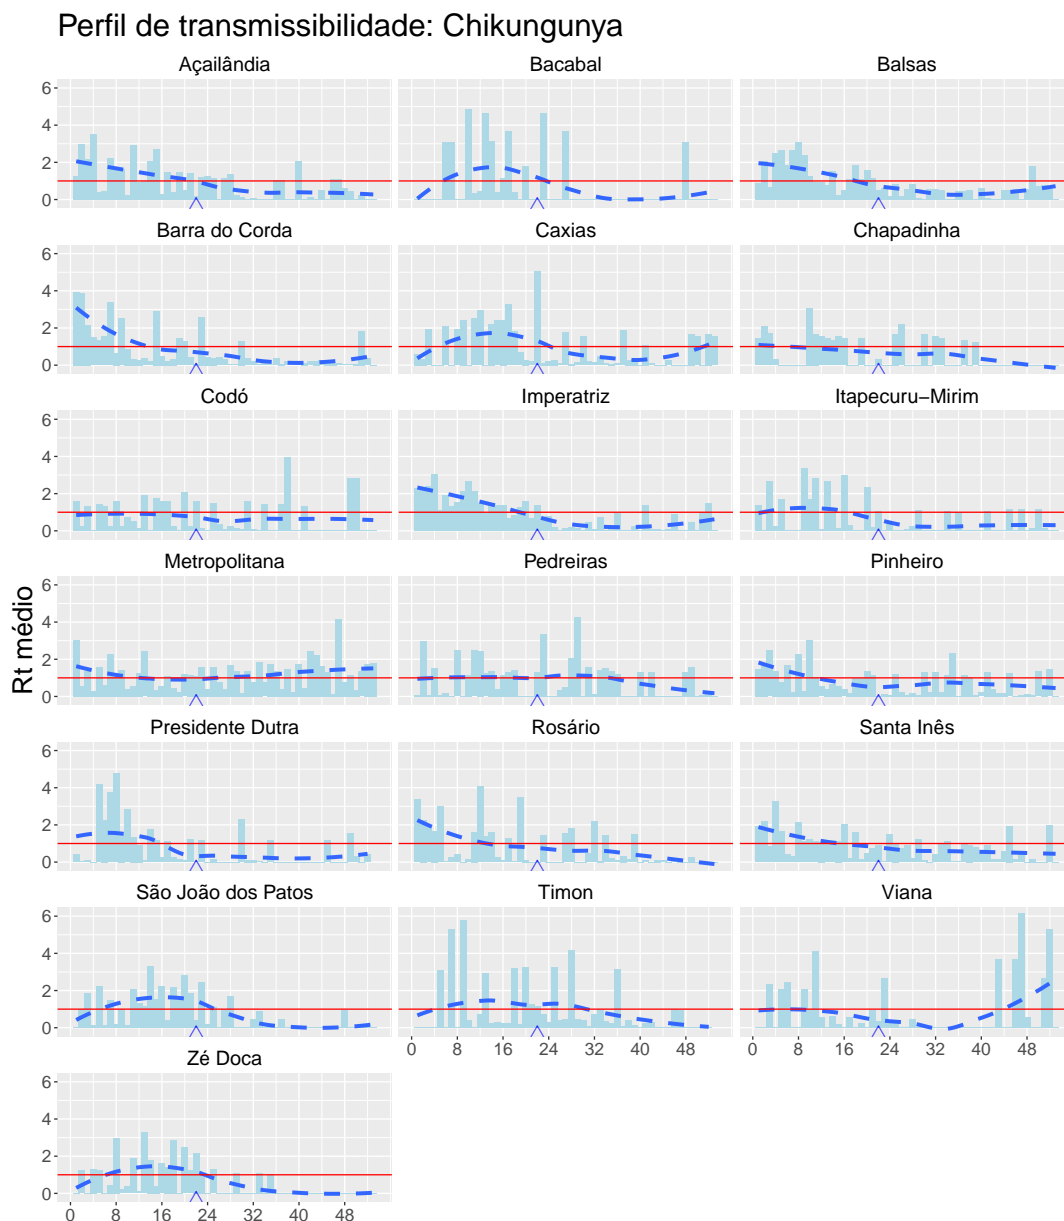 Perfil de transmissibilidade: Chikungunya
Açailândia Bacabal Balsas
6
4
2
0
Barra do Corda Caxias Chapadinha
6
4
2
0
Codó Imperatriz Itapecuru−Mirim
6
4
2
0
Metropolitana Pedreiras Pinheiro
6
4
2
0
Rt médio
Presidente Dutra Rosário Santa Inês
6
4
2
0
São João dos Patos Timon Viana
6
4
2
0
0 8 16 24 32 40 48 0 8 16 24 32 40 48
Zé Doca
6
4
2
0
0 8 16 24 32 40 48